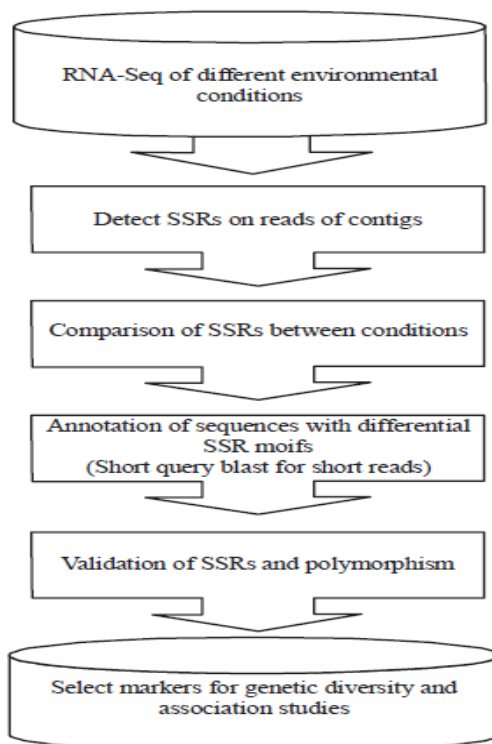 RNA-Seq of different environmental
conditions
Detect SSRs on reads of contigs
Comparison of SSRs between conditions
Annotation of sequences with differential
SSR moifs
(Short query blast for short reads)
Validation of SSRs and polymorphism
Select markers for genetic diversity and
association studies